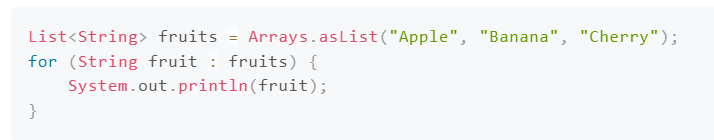 List<String> fruits = Arrays.asList("Apple", "Banana", "Cherry");
for (String fruit : fruits) {
    System.out.println(fruit);
}